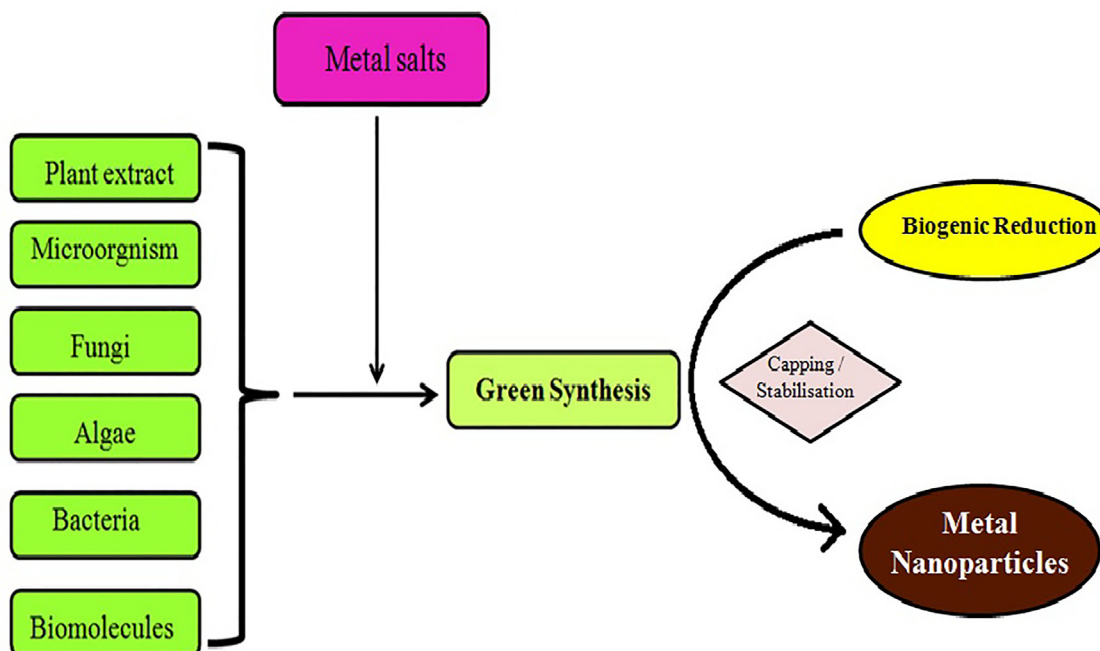 Metal salts
Plant extract
Microorgnism
Fungi
Algae
Bacteria
Biomolecules
Green Synthesis
Biogenic Reduction
Capping /
Stabilisation
Metal
Nanoparticles